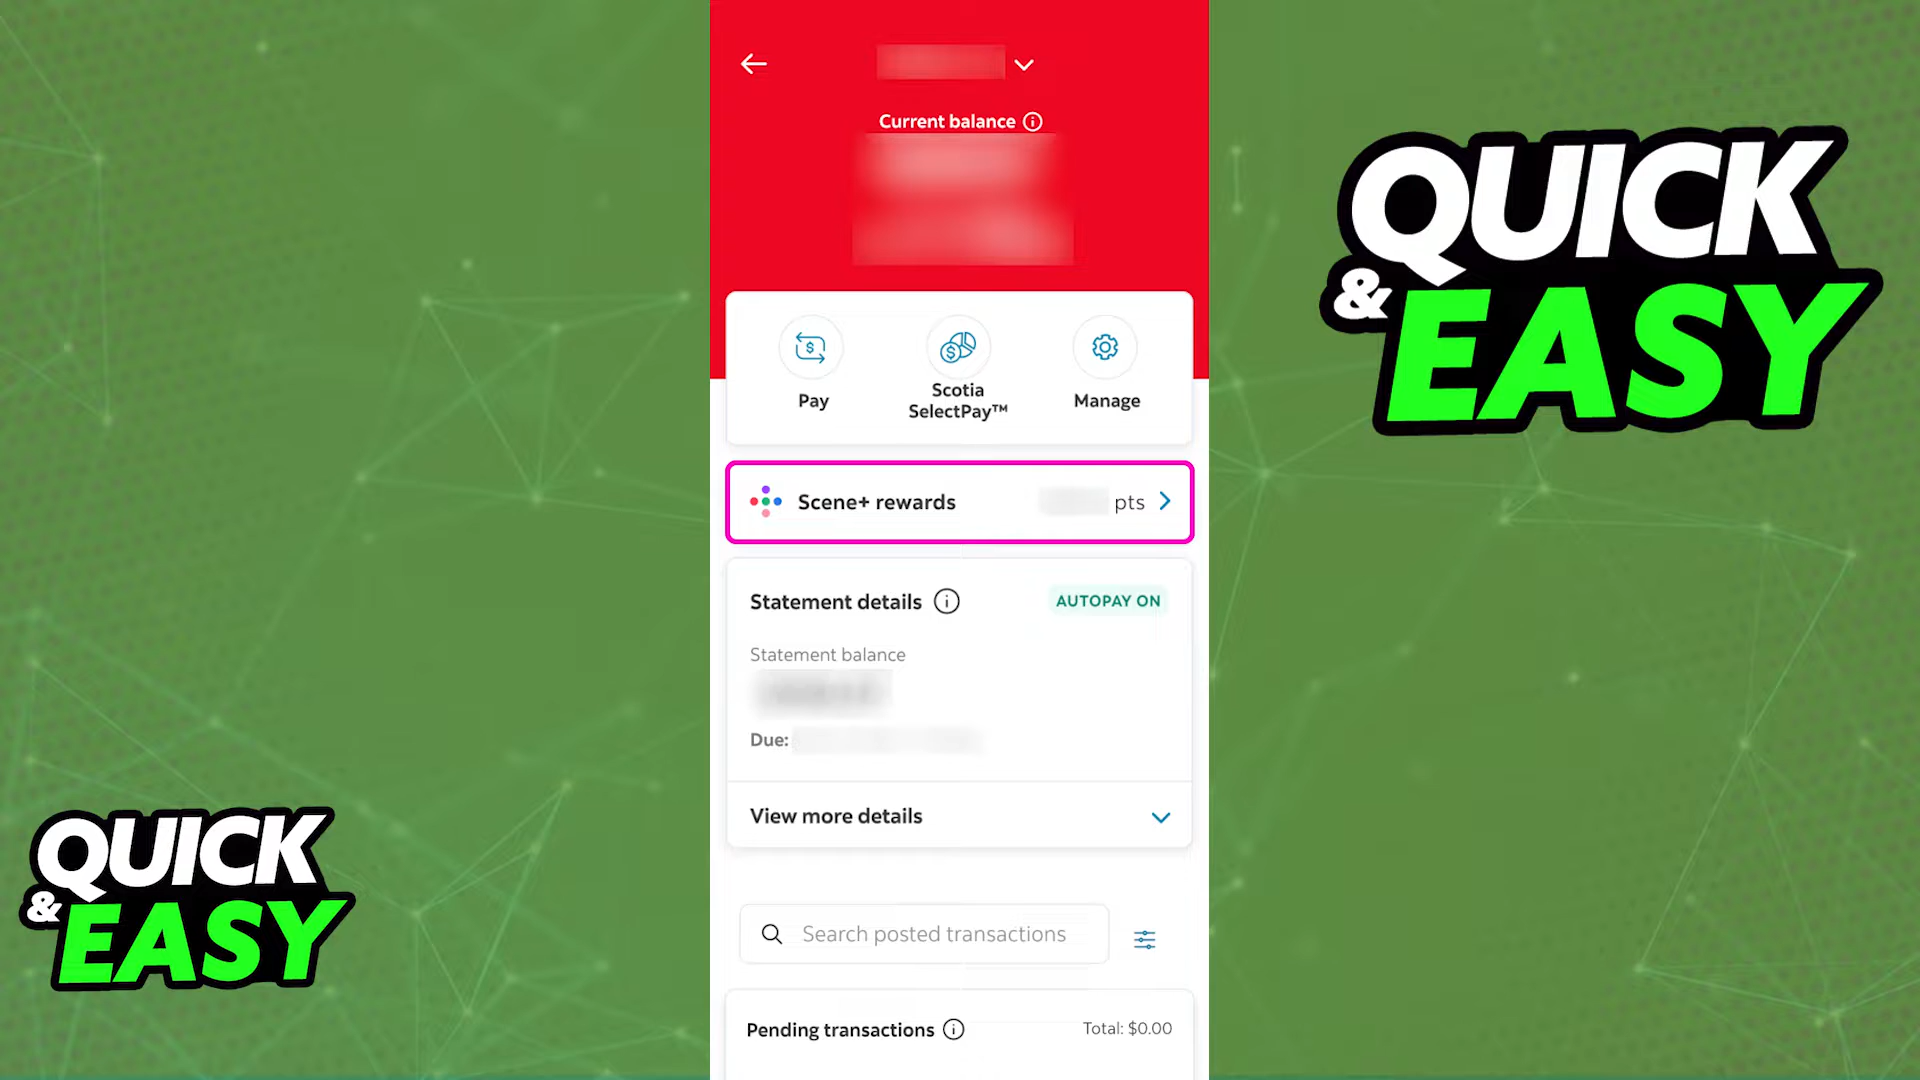 Current balance
Pay
Scotia
SelectPay™
Manage
Scene+ rewards
pts
Statement details
AUTOPAY ON
Statement balance
Due:
View more details
Search posted transactions
Pending transactions
Total: $0.00
QUICK
& EASY
QUICK
& EASY